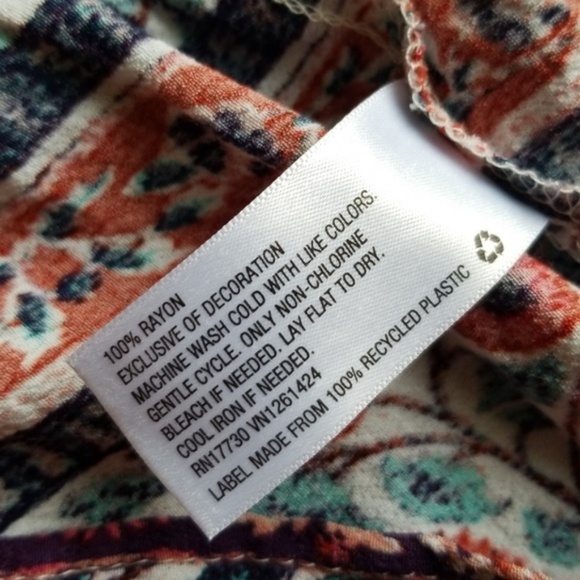 100% RAYON
EXCLUSIVE OF DECORATION
MACHINE WASH COLD WITH LIKE COLORS.
GENTLE CYCLE. ONLY NON-CHLORINE
BLEACH IF NEEDED. LAY FLAT TO DRY.
COOL IRON IF NEEDED.
RN17730 VN1261424
LABEL MADE FROM 100% RECYCLED PLASTIC